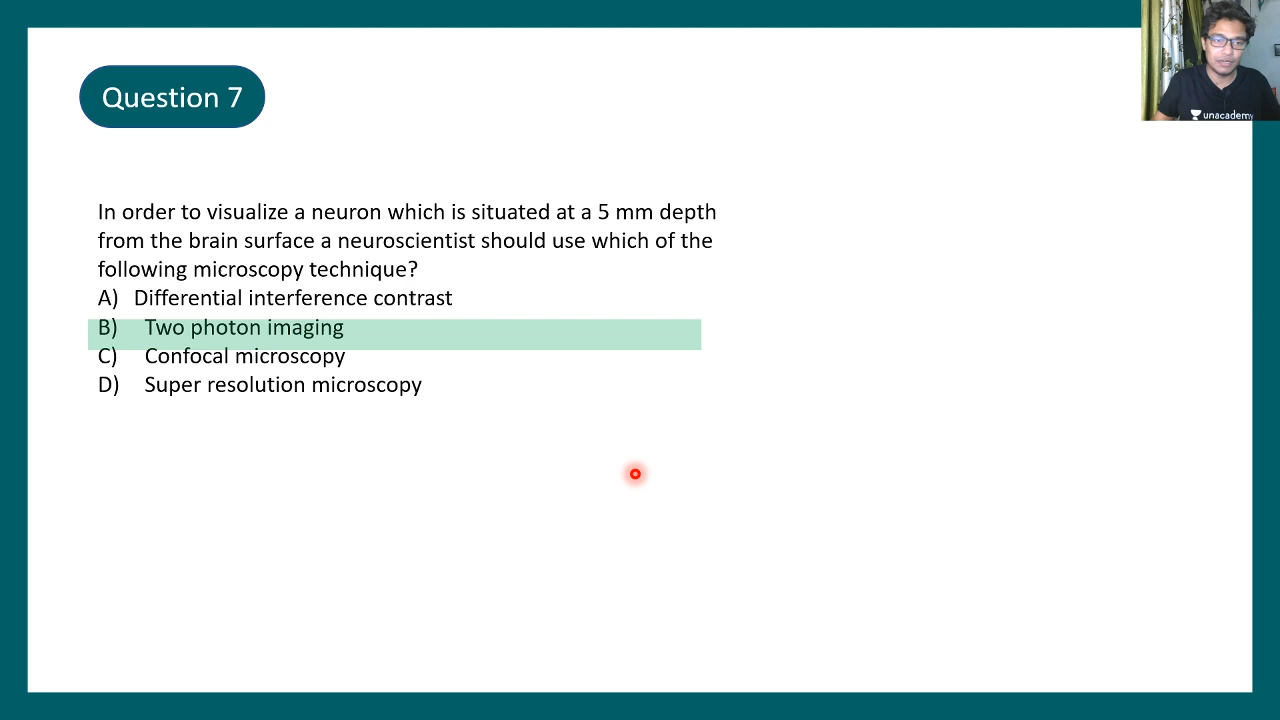 Question 7
unacademy
In order to visualize a neuron which is situated at a 5 mm depth
from the brain surface a neuroscientist should use which of the
following microscopy technique?
A) Differential interference contrast
B) Two photon imaging
C) Confocal microscopy
D) Super resolution microscopy